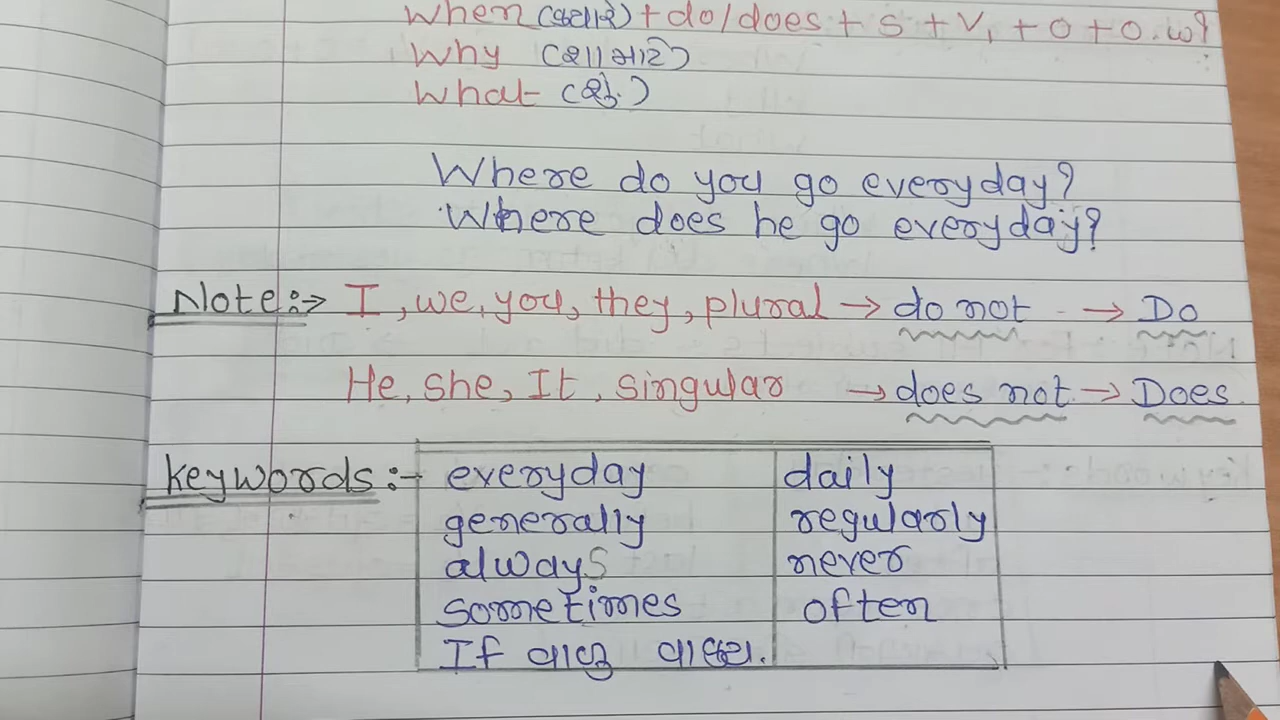 When (ક્યારે) + do/does + S + V₁ + O + O.W?
Why (શા માટે)
What (શું.)
Where do you go everyday?
Where does he go everyday?
Note:→ I, we, you, they, plural → do not → Do
He, she, It, singular → does not → Does
Keywords:- everyday daily
generally regularly
always never
sometimes often
If વાળુ વાક્ય.